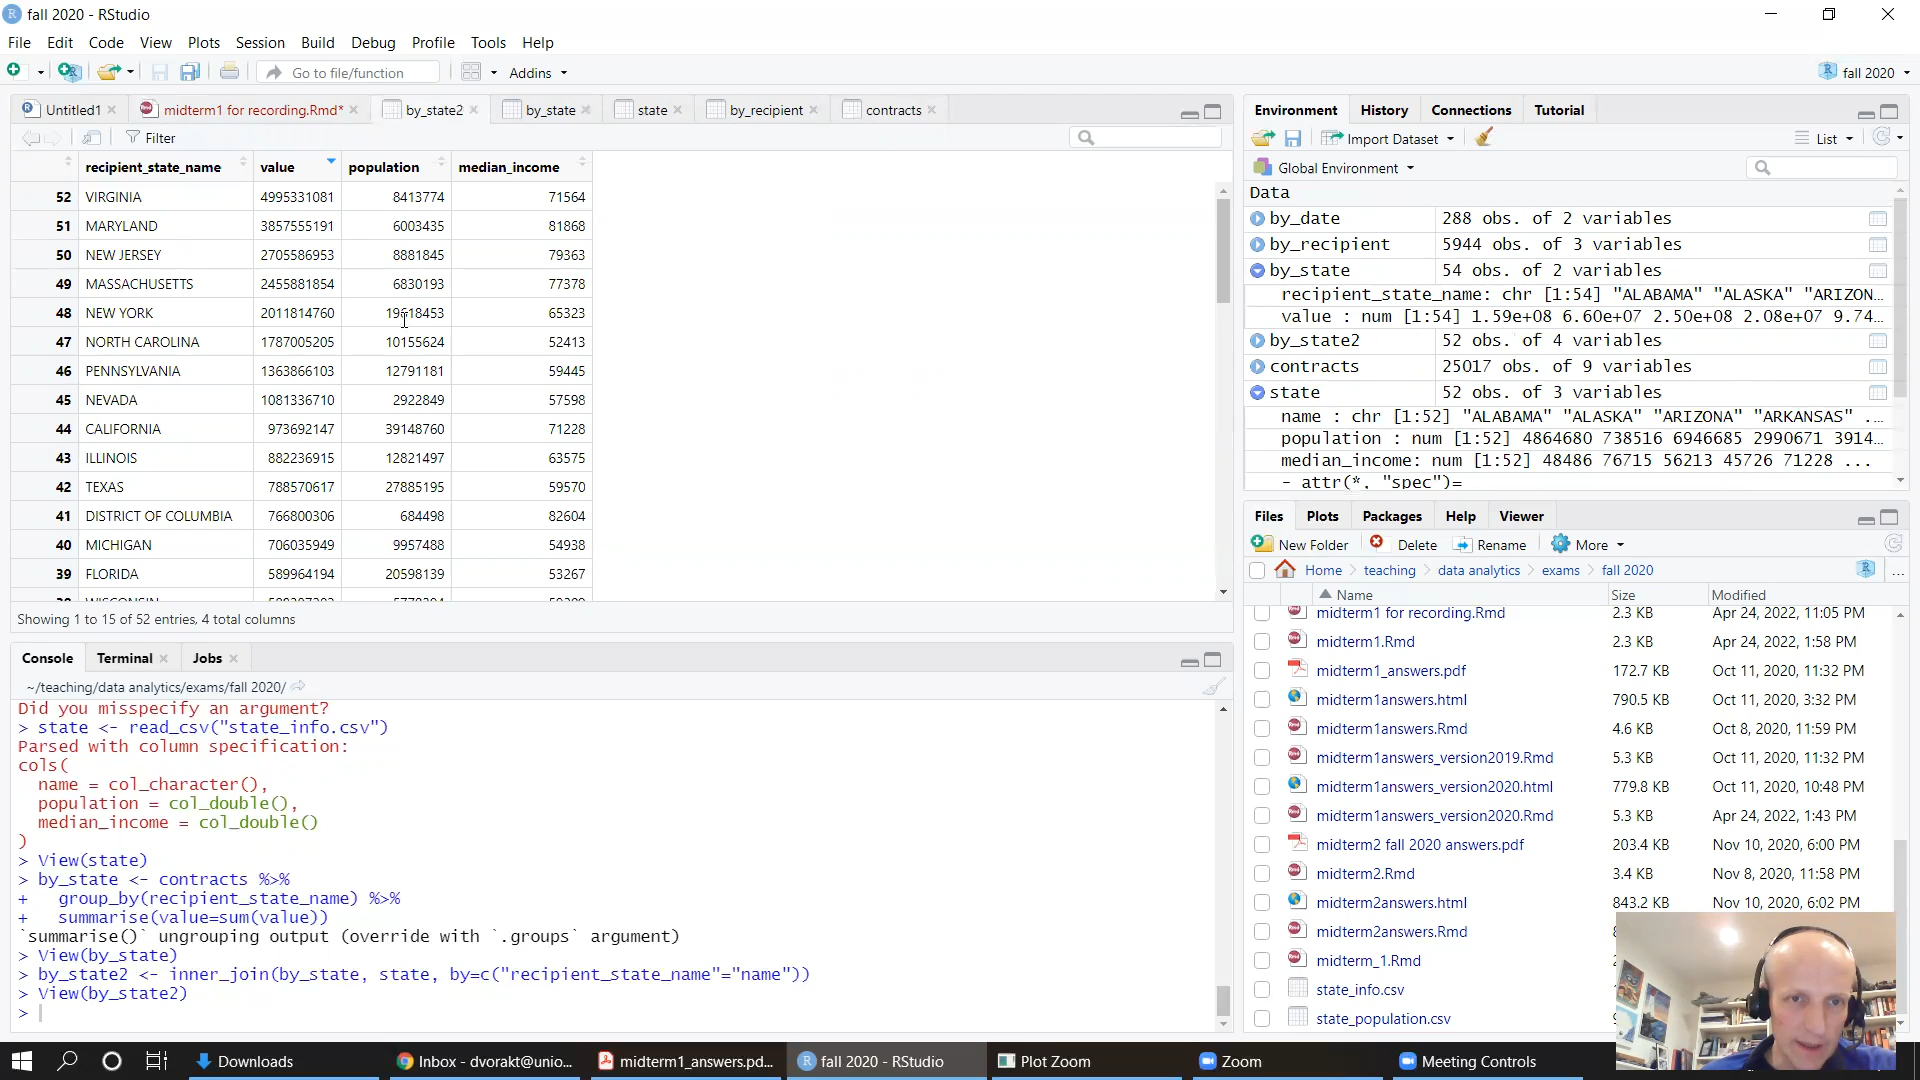 fall 2020 - RStudio
File Edit Code View Plots Session Build Debug Profile Tools Help
Go to file/function Addins fall 2020
Untitled1 midterm1 for recording.Rmd* by_state2 by_state state by_recipient contracts
Filter
recipient_state_name value population median_income
52 VIRGINIA 4995331081 8413774 71564
51 MARYLAND 3857555191 6003435 81868
50 NEW JERSEY 2705586953 8881845 79363
49 MASSACHUSETTS 2455881854 6830193 77378
48 NEW YORK 2011814760 19618453 65323
47 NORTH CAROLINA 1787005205 10155624 52413
46 PENNSYLVANIA 1363866103 12791181 59445
45 NEVADA 1081336710 2922849 57598
44 CALIFORNIA 973692147 39148760 71228
43 ILLINOIS 882236915 12821497 63575
42 TEXAS 788570617 27885195 59570
41 DISTRICT OF COLUMBIA 766800306 684498 82604
40 MICHIGAN 706035949 9957488 54938
39 FLORIDA 589964194 20598139 53267
Showing 1 to 15 of 52 entries, 4 total columns
Console Terminal Jobs
~/teaching/data analytics/exams/fall 2020/
Did you misspecify an argument?
> state <- read_csv("state_info.csv")
Parsed with column specification:
cols(
name = col_character(),
population = col_double(),
median_income = col_double()
)
> View(state)
> by_state <- contracts %>%
+ group_by(recipient_state_name) %>%
+ summarise(value=sum(value))
`summarise()` ungrouping output (override with `.groups` argument)
> View(by_state)
> by_state2 <- inner_join(by_state, state, by=c("recipient_state_name"="name"))
> View(by_state2)
>
Environment History Connections Tutorial
Import Dataset List
Global Environment
Data
by_date 288 obs. of 2 variables
by_recipient 5944 obs. of 3 variables
by_state 54 obs. of 2 variables
recipient_state_name: chr [1:54] "ALABAMA" "ALASKA" "ARIZON…
value : num [1:54] 1.59e+08 6.60e+07 2.50e+08 2.08e+07 9.74…
by_state2 52 obs. of 4 variables
contracts 25017 obs. of 9 variables
state 52 obs. of 3 variables
name : chr [1:52] "ALABAMA" "ALASKA" "ARIZONA" "ARKANSAS" ...
population : num [1:52] 4864680 738516 6946685 2990671 3914…
median_income: num [1:52] 48486 76715 56213 45726 71228 ...
- attr(*, "spec")=
Files Plots Packages Help Viewer
New Folder Delete Rename More
Home teaching data analytics exams fall 2020 ...
Name Size Modified
midterm1 for recording.Rmd 2.3 KB Apr 24, 2022, 11:05 PM
midterm1.Rmd 2.3 KB Apr 24, 2022, 1:58 PM
midterm1_answers.pdf 172.7 KB Oct 11, 2020, 11:32 PM
midterm1answers.html 790.5 KB Oct 11, 2020, 3:32 PM
midterm1answers.Rmd 4.6 KB Oct 8, 2020, 11:59 PM
midterm1answers_version2019.Rmd 5.3 KB Oct 11, 2020, 11:32 PM
midterm1answers_version2020.html 779.8 KB Oct 11, 2020, 10:48 PM
midterm1answers_version2020.Rmd 5.3 KB Apr 24, 2022, 1:43 PM
midterm2 fall 2020 answers.pdf 203.4 KB Nov 10, 2020, 6:00 PM
midterm2.Rmd 3.4 KB Nov 8, 2020, 11:58 PM
midterm2answers.html 843.2 KB Nov 10, 2020, 6:02 PM
midterm2answers.Rmd
midterm_1.Rmd
state_info.csv
state_population.csv
Downloads Inbox - dvorakt@unio... midterm1_answers.pd... fall 2020 - RStudio Plot Zoom Zoom Meeting Controls